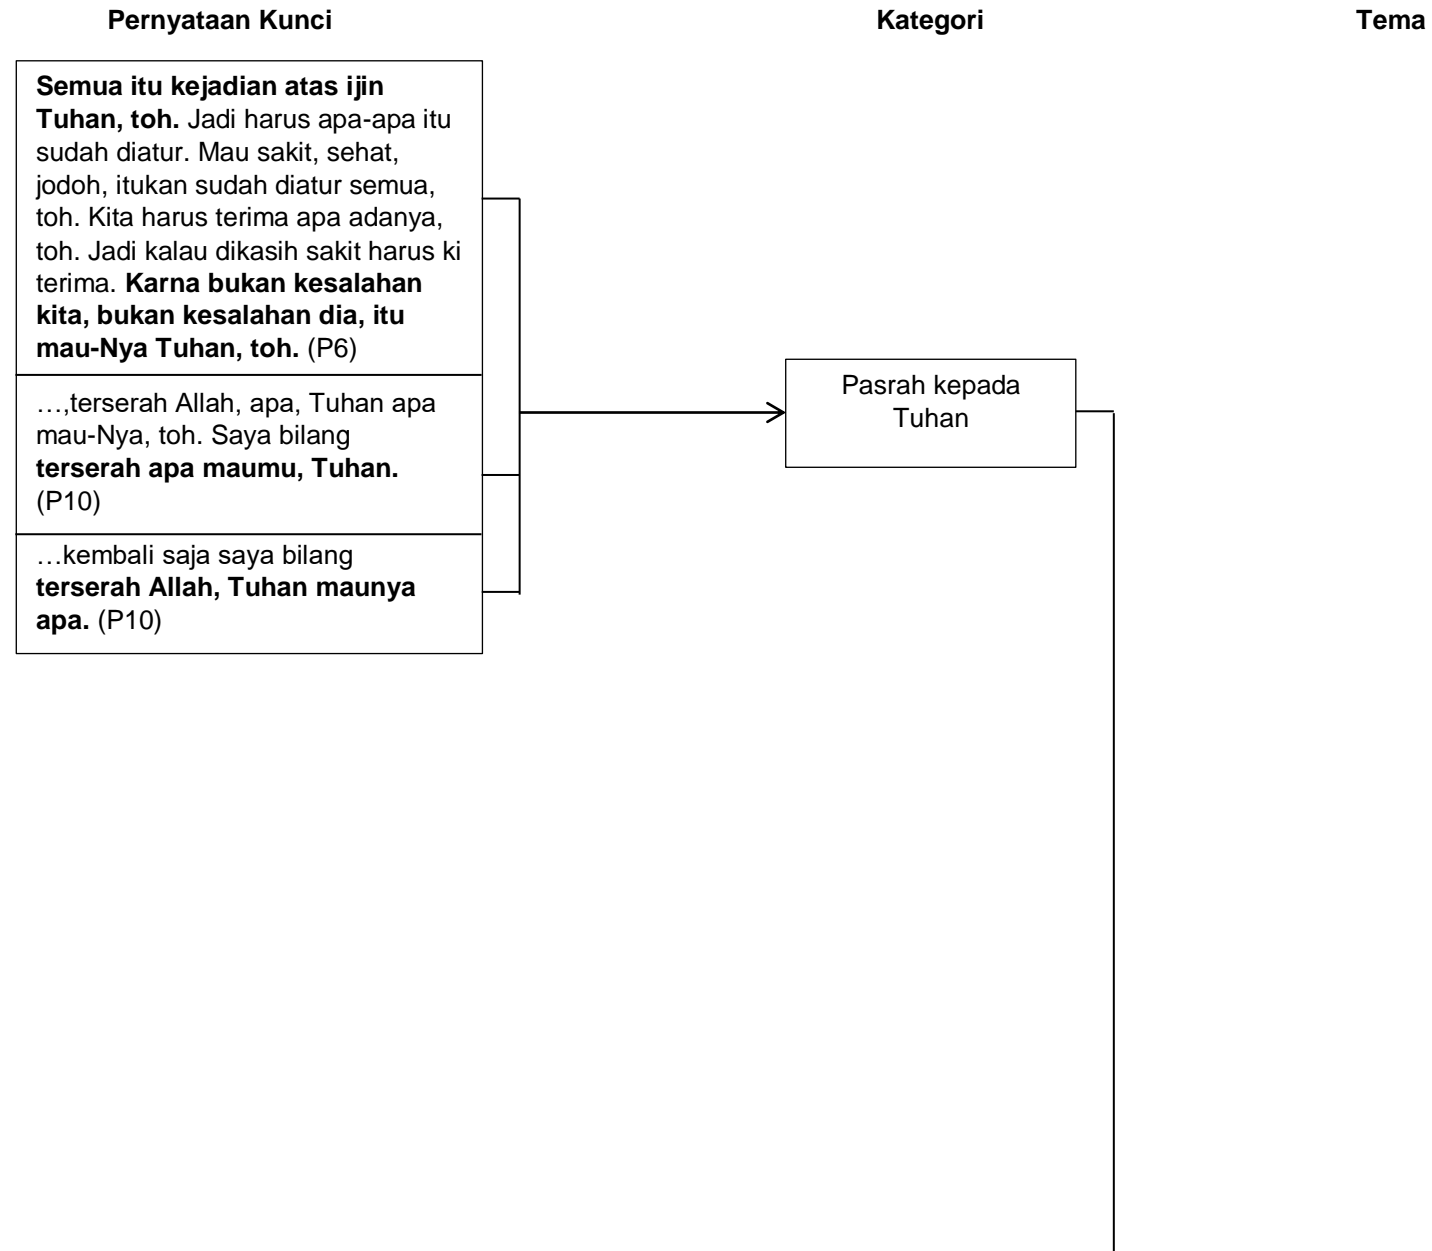 Pernyataan Kunci
Kategori
Tema
Semua itu kejadian atas ijin
Tuhan, toh. Jadi harus apa-apa itu
sudah diatur. Mau sakit, sehat,
jodoh, itukan sudah diatur semua,
toh. Kita harus terima apa adanya,
toh. Jadi kalau dikasih sakit harus ki
terima. Karna bukan kesalahan
kita, bukan kesalahan dia, itu
mau-Nya Tuhan, toh. (P6)
…,terserah Allah, apa, Tuhan apa
mau-Nya, toh. Saya bilang
terserah apa maumu, Tuhan.
(P10)
…kembali saja saya bilang
terserah Allah, Tuhan maunya
apa. (P10)
Pasrah kepada
Tuhan